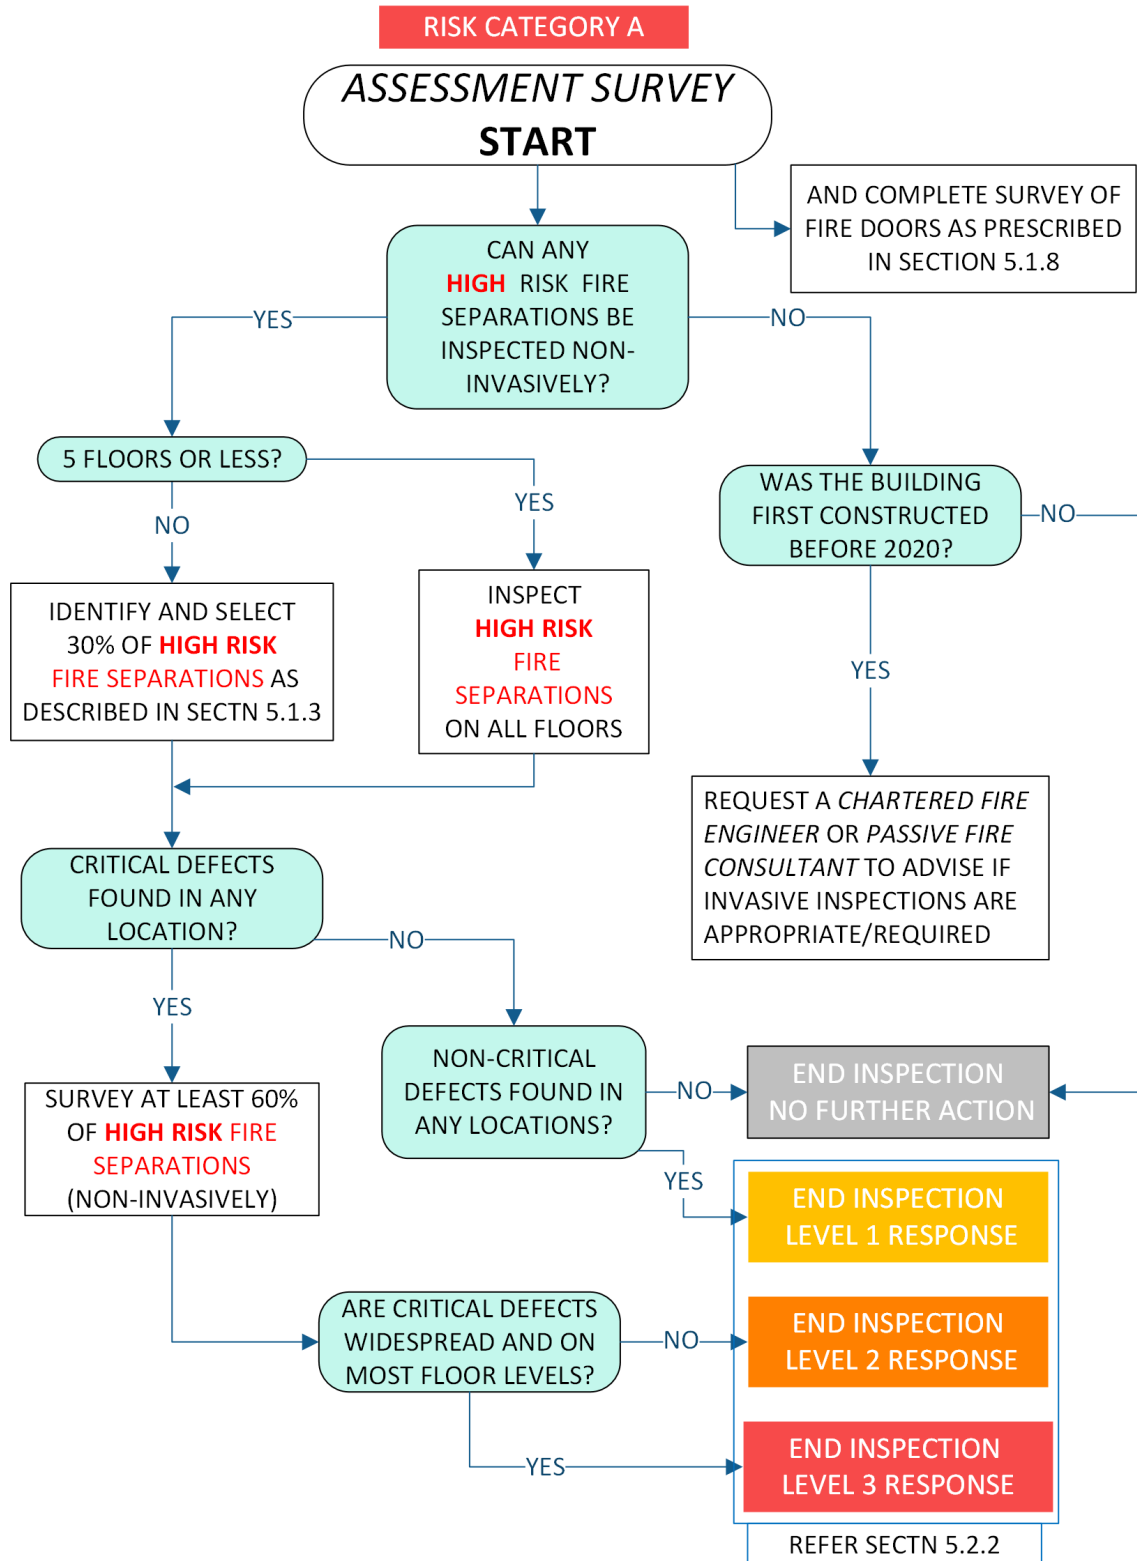 RISK CATEGORY A
ASSESSMENT SURVEY
START
AND COMPLETE SURVEY OF
FIRE DOORS AS PRESCRIBED
IN SECTION 5.1.8
CAN ANY
HIGH RISK FIRE
SEPARATIONS BE
INSPECTED NON-
INVASIVELY?
YES
NO
5 FLOORS OR LESS?
YES
NO
WAS THE BUILDING
FIRST CONSTRUCTED
BEFORE 2020?
NO
YES
IDENTIFY AND SELECT
30% OF HIGH RISK
FIRE SEPARATIONS AS
DESCRIBED IN SECTN 5.1.3
INSPECT
HIGH RISK
FIRE
SEPARATIONS
ON ALL FLOORS
REQUEST A CHARTERED FIRE
ENGINEER OR PASSIVE FIRE
CONSULTANT TO ADVISE IF
INVASIVE INSPECTIONS ARE
APPROPRIATE/REQUIRED
CRITICAL DEFECTS
FOUND IN ANY
LOCATION?
NO
YES
NON-CRITICAL
DEFECTS FOUND IN
ANY LOCATIONS?
NO
YES
END INSPECTION
NO FURTHER ACTION
SURVEY AT LEAST 60%
OF HIGH RISK FIRE
SEPARATIONS
(NON-INVASIVELY)
END INSPECTION
LEVEL 1 RESPONSE
ARE CRITICAL DEFECTS
WIDESPREAD AND ON
MOST FLOOR LEVELS?
NO
YES
END INSPECTION
LEVEL 2 RESPONSE
END INSPECTION
LEVEL 3 RESPONSE
REFER SECTN 5.2.2